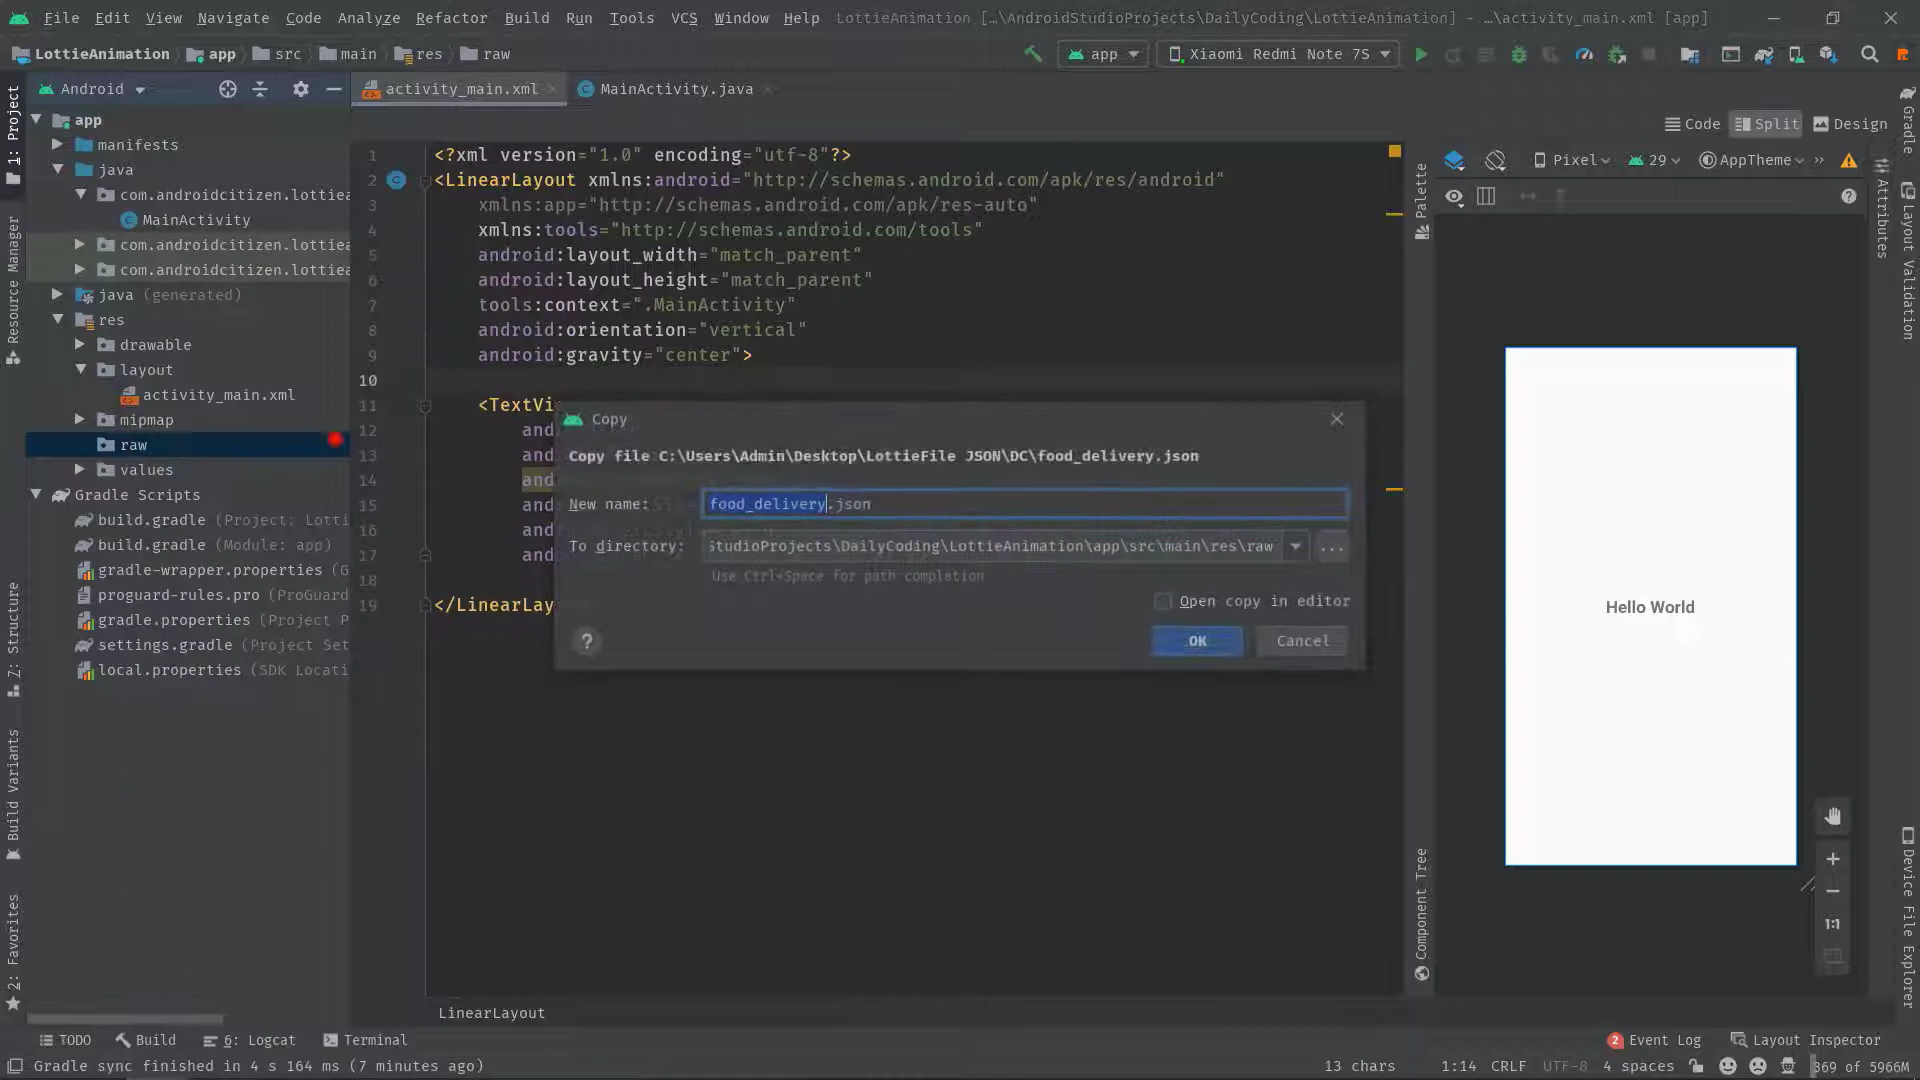 File Edit View Navigate Code Analyze Refactor Build Run Tools VCS Window Help LottieAnimation [...\AndroidStudioProjects\DailyCoding\LottieAnimation] - ...\activity_main.xml [app]
LottieAnimation app src main res raw
app Xiaomi Redmi Note 7S
Android
activity_main.xml
MainActivity.java
Code Split Design
1: Project
Resource Manager
Z: Structure
Build Variants
2: Favorites
app
manifests
java
com.androidcitizen.lottiea
MainActivity
com.androidcitizen.lottiea
com.androidcitizen.lottiea
java (generated)
res
drawable
layout
activity_main.xml
mipmap
raw
values
Gradle Scripts
build.gradle (Project: Lotti
build.gradle (Module: app)
gradle-wrapper.properties (G
proguard-rules.pro (ProGuard
gradle.properties (Project P
settings.gradle (Project Set
local.properties (SDK Locati
1 <?xml version="1.0" encoding="utf-8"?>
2 <LinearLayout xmlns:android="http://schemas.android.com/apk/res/android"
3 xmlns:app="http://schemas.android.com/apk/res-auto"
4 xmlns:tools="http://schemas.android.com/tools"
5 android:layout_width="match_parent"
6 android:layout_height="match_parent"
7 tools:context=".MainActivity"
8 android:orientation="vertical"
9 android:gravity="center">
10
11 <TextVi
12 and
13 and
14 and
15 and
16 and
17 and
18
19 </LinearLay
Copy
Copy file C:\Users\Admin\Desktop\LottieFile JSON\DC\food_delivery.json
New name: food_delivery.json
To directory: StudioProjects\DailyCoding\LottieAnimation\app\src\main\res\raw
Use Ctrl+Space for path completion
Open copy in editor
? OK Cancel
LinearLayout
Palette
Component Tree
Pixel 29 AppTheme
Hello World
1:1
Gradle
Attributes
Layout Validation
Device File Explorer
TODO Build 6: Logcat Terminal
2 Event Log Layout Inspector
Gradle sync finished in 4 s 164 ms (7 minutes ago)
13 chars 1:14 CRLF UTF-8 4 spaces 369 of 5966M